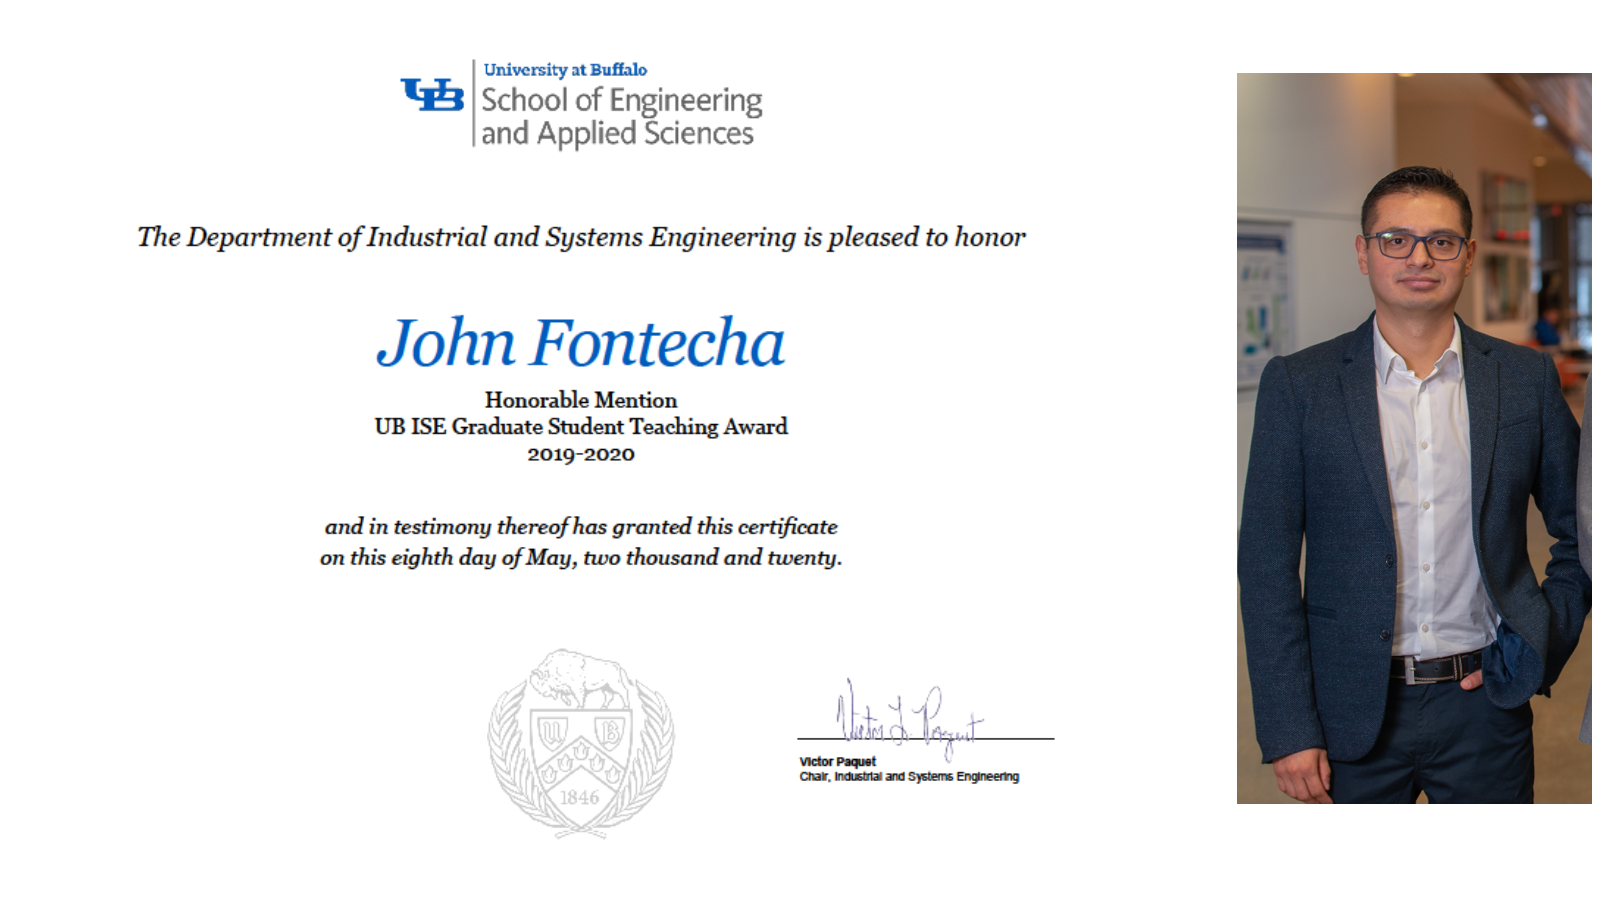 University at Buffalo
UB
School of Engineering
and Applied Sciences
The Department of Industrial and Systems Engineering is pleased to honor
John Fontecha
Honorable Mention
UB ISE Graduate Student Teaching Award
2019-2020
and in testimony thereof has granted this certificate
on this eighth day of May, two thousand and twenty.
U B
1846
Victor L. Paquet
Victor Paquet
Chair, Industrial and Systems Engineering